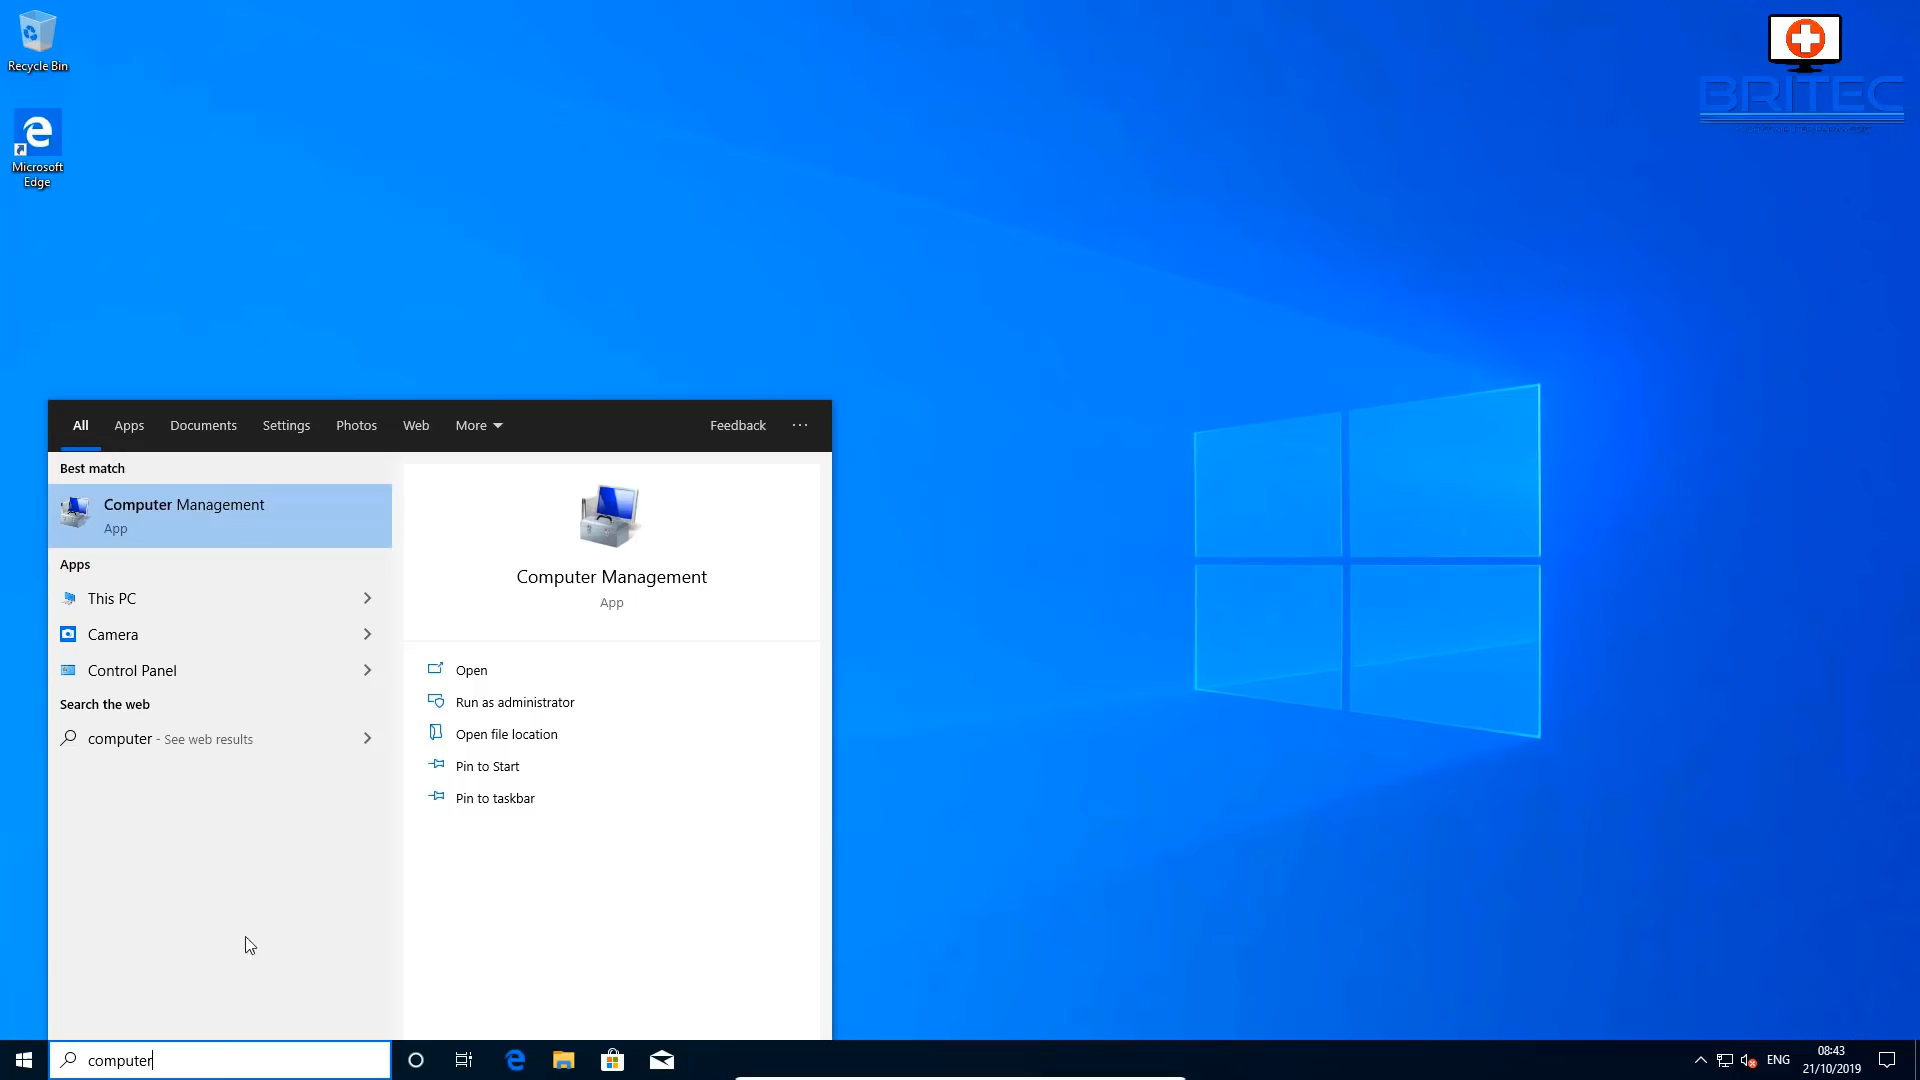 Recycle Bin
Microsoft
Edge
BRITEC
All
Apps
Documents
Settings
Photos
Web
More
Feedback
Best match
Computer Management
App
Apps
This PC
Camera
Control Panel
Search the web
computer - See web results
Computer Management
App
Open
Run as administrator
Open file location
Pin to Start
Pin to taskbar
computer
ENG
08:43
21/10/2019